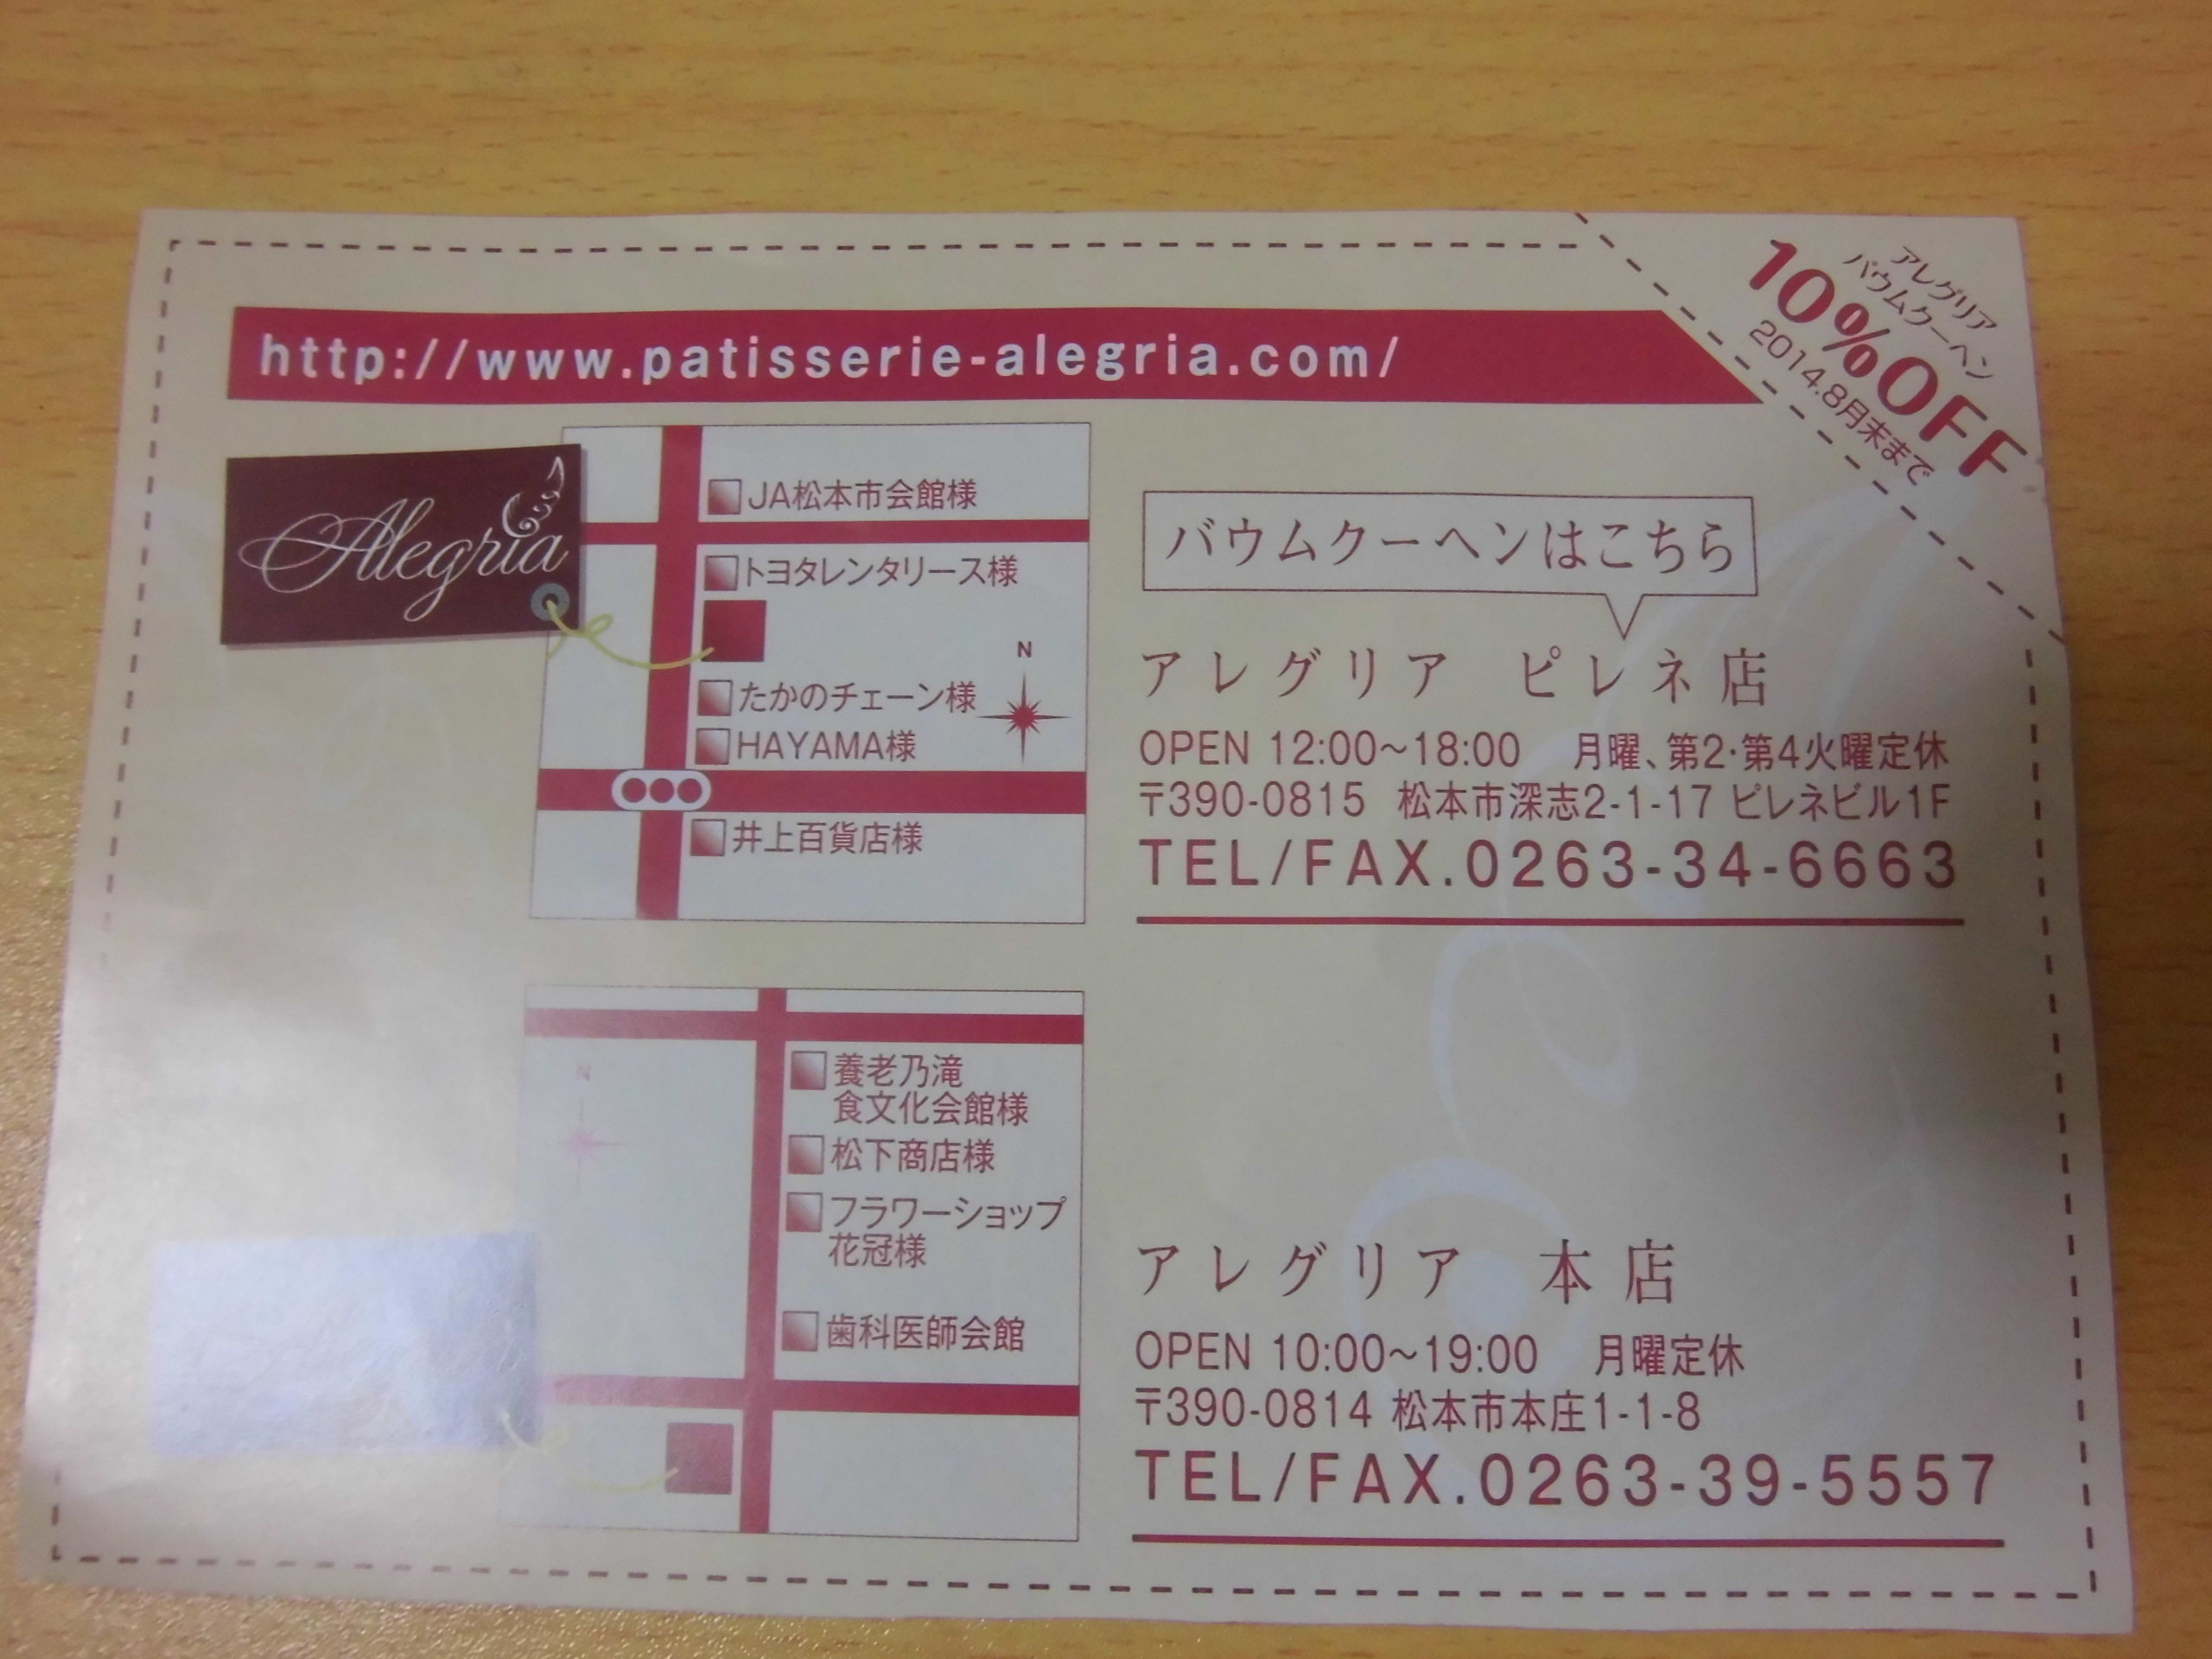 http://www.patisserie-alegria.com/
アレグリア
バウムクーヘン
10%OFF
2014.8月末まで
Alegria
JA松本市会館様
トヨタレンタリース様
たかのチェーン様
HAYAMA様
井上百貨店様
N
バウムクーヘンはこちら
アレグリア ピレネ店
OPEN 12:00~18:00 月曜、第2・第4火曜定休
〒390-0815 松本市深志2-1-17 ピレネビル1F
TEL/FAX.0263-34-6663
N
養老乃滝
食文化会館様
松下商店様
フラワーショップ
花冠様
歯科医師会館
アレグリア 本店
OPEN 10:00~19:00 月曜定休
〒390-0814 松本市本庄1-1-8
TEL/FAX.0263-39-5557